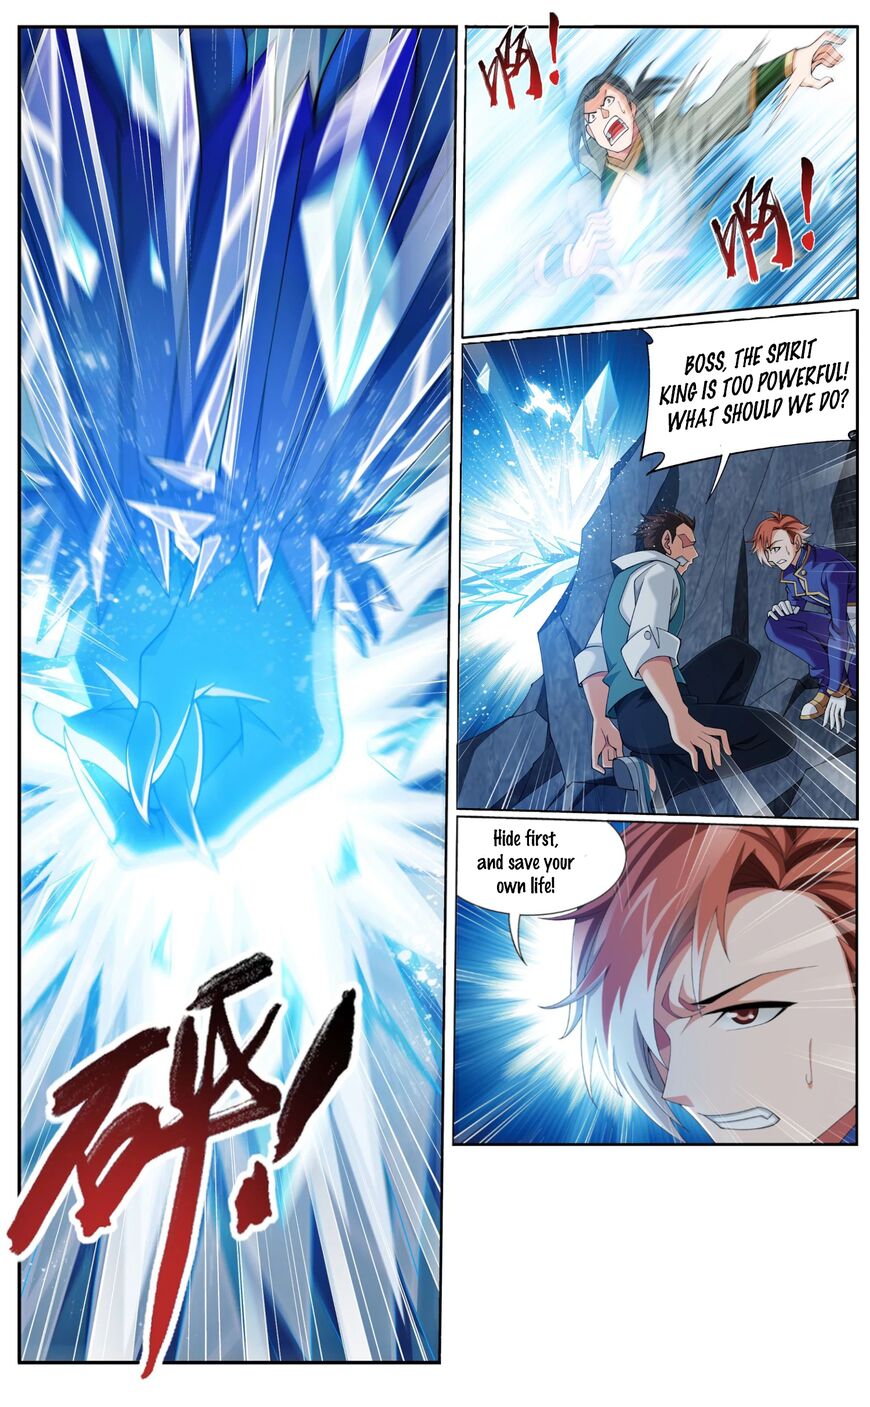 砰!
啊!
啊!
BOSS, THE SPIRIT
KING IS TOO POWERFUL!
WHAT SHOULD WE DO?
Hide first,
and save your
own life!